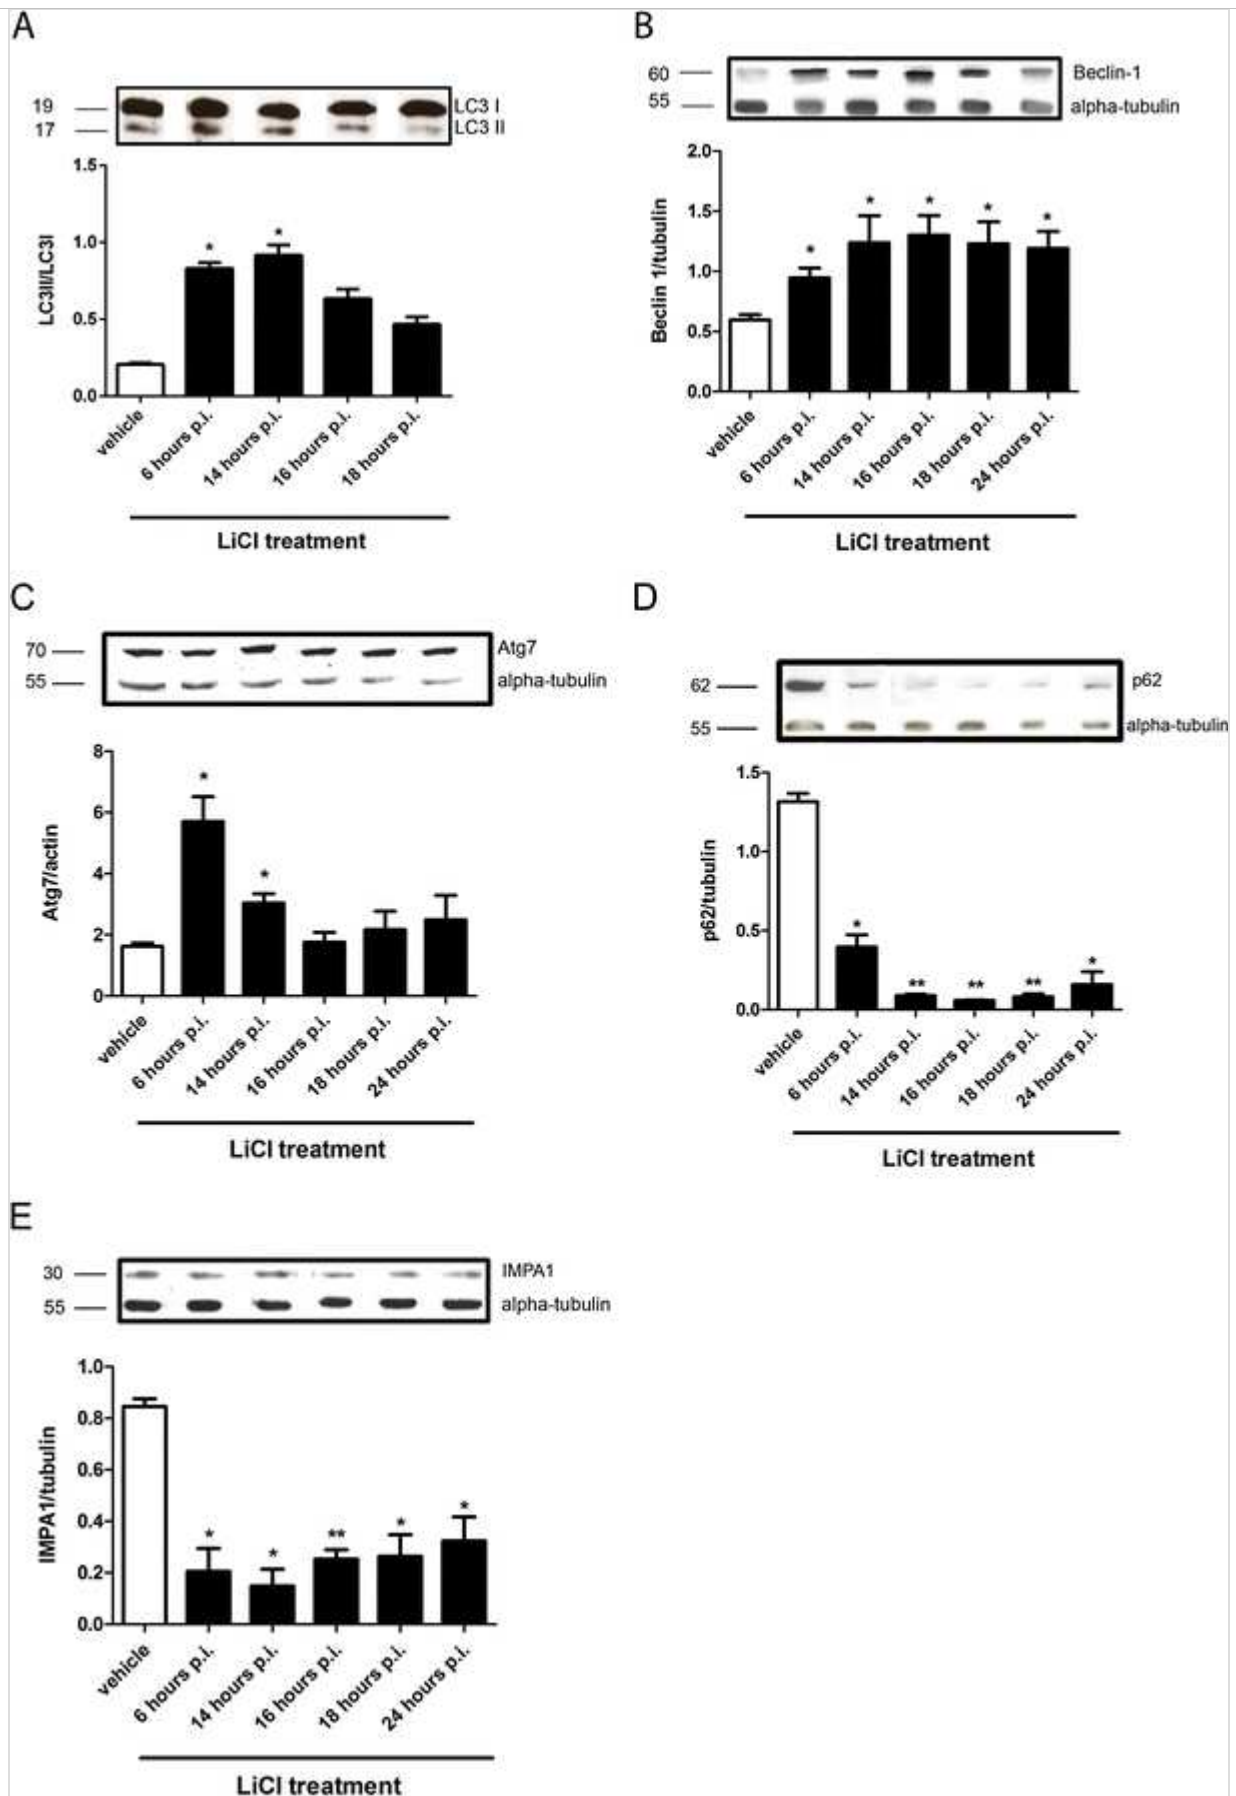 A
19
LC3 I
17
LC3 II
1.5
1.0
0.5
0.0
LC3II/LC3I
*
*
vehicle
6 hours p.i.
14 hours p.i.
16 hours p.i.
18 hours p.i.
LiCl treatment
B
60
Beclin-1
55
alpha-tubulin
2.0
1.5
1.0
0.5
0.0
Beclin 1/tubulin
*
*
*
*
*
vehicle
6 hours p.i.
14 hours p.i.
16 hours p.i.
18 hours p.i.
24 hours p.i.
LiCl treatment
C
70
Atg7
55
alpha-tubulin
8
6
4
2
0
Atg7/actin
*
*
vehicle
6 hours p.i.
14 hours p.i.
16 hours p.i.
18 hours p.i.
24 hours p.i.
LiCl treatment
D
62
p62
55
alpha-tubulin
1.5
1.0
0.5
0.0
p62/tubulin
*
**
**
**
*
vehicle
6 hours p.i.
14 hours p.i.
16 hours p.i.
18 hours p.i.
24 hours p.i.
LiCl treatment
E
30
IMPA1
55
alpha-tubulin
1.0
0.8
0.6
0.4
0.2
0.0
IMPA1/tubulin
*
*
**
*
*
vehicle
6 hours p.i.
14 hours p.i.
16 hours p.i.
18 hours p.i.
24 hours p.i.
LiCl treatment